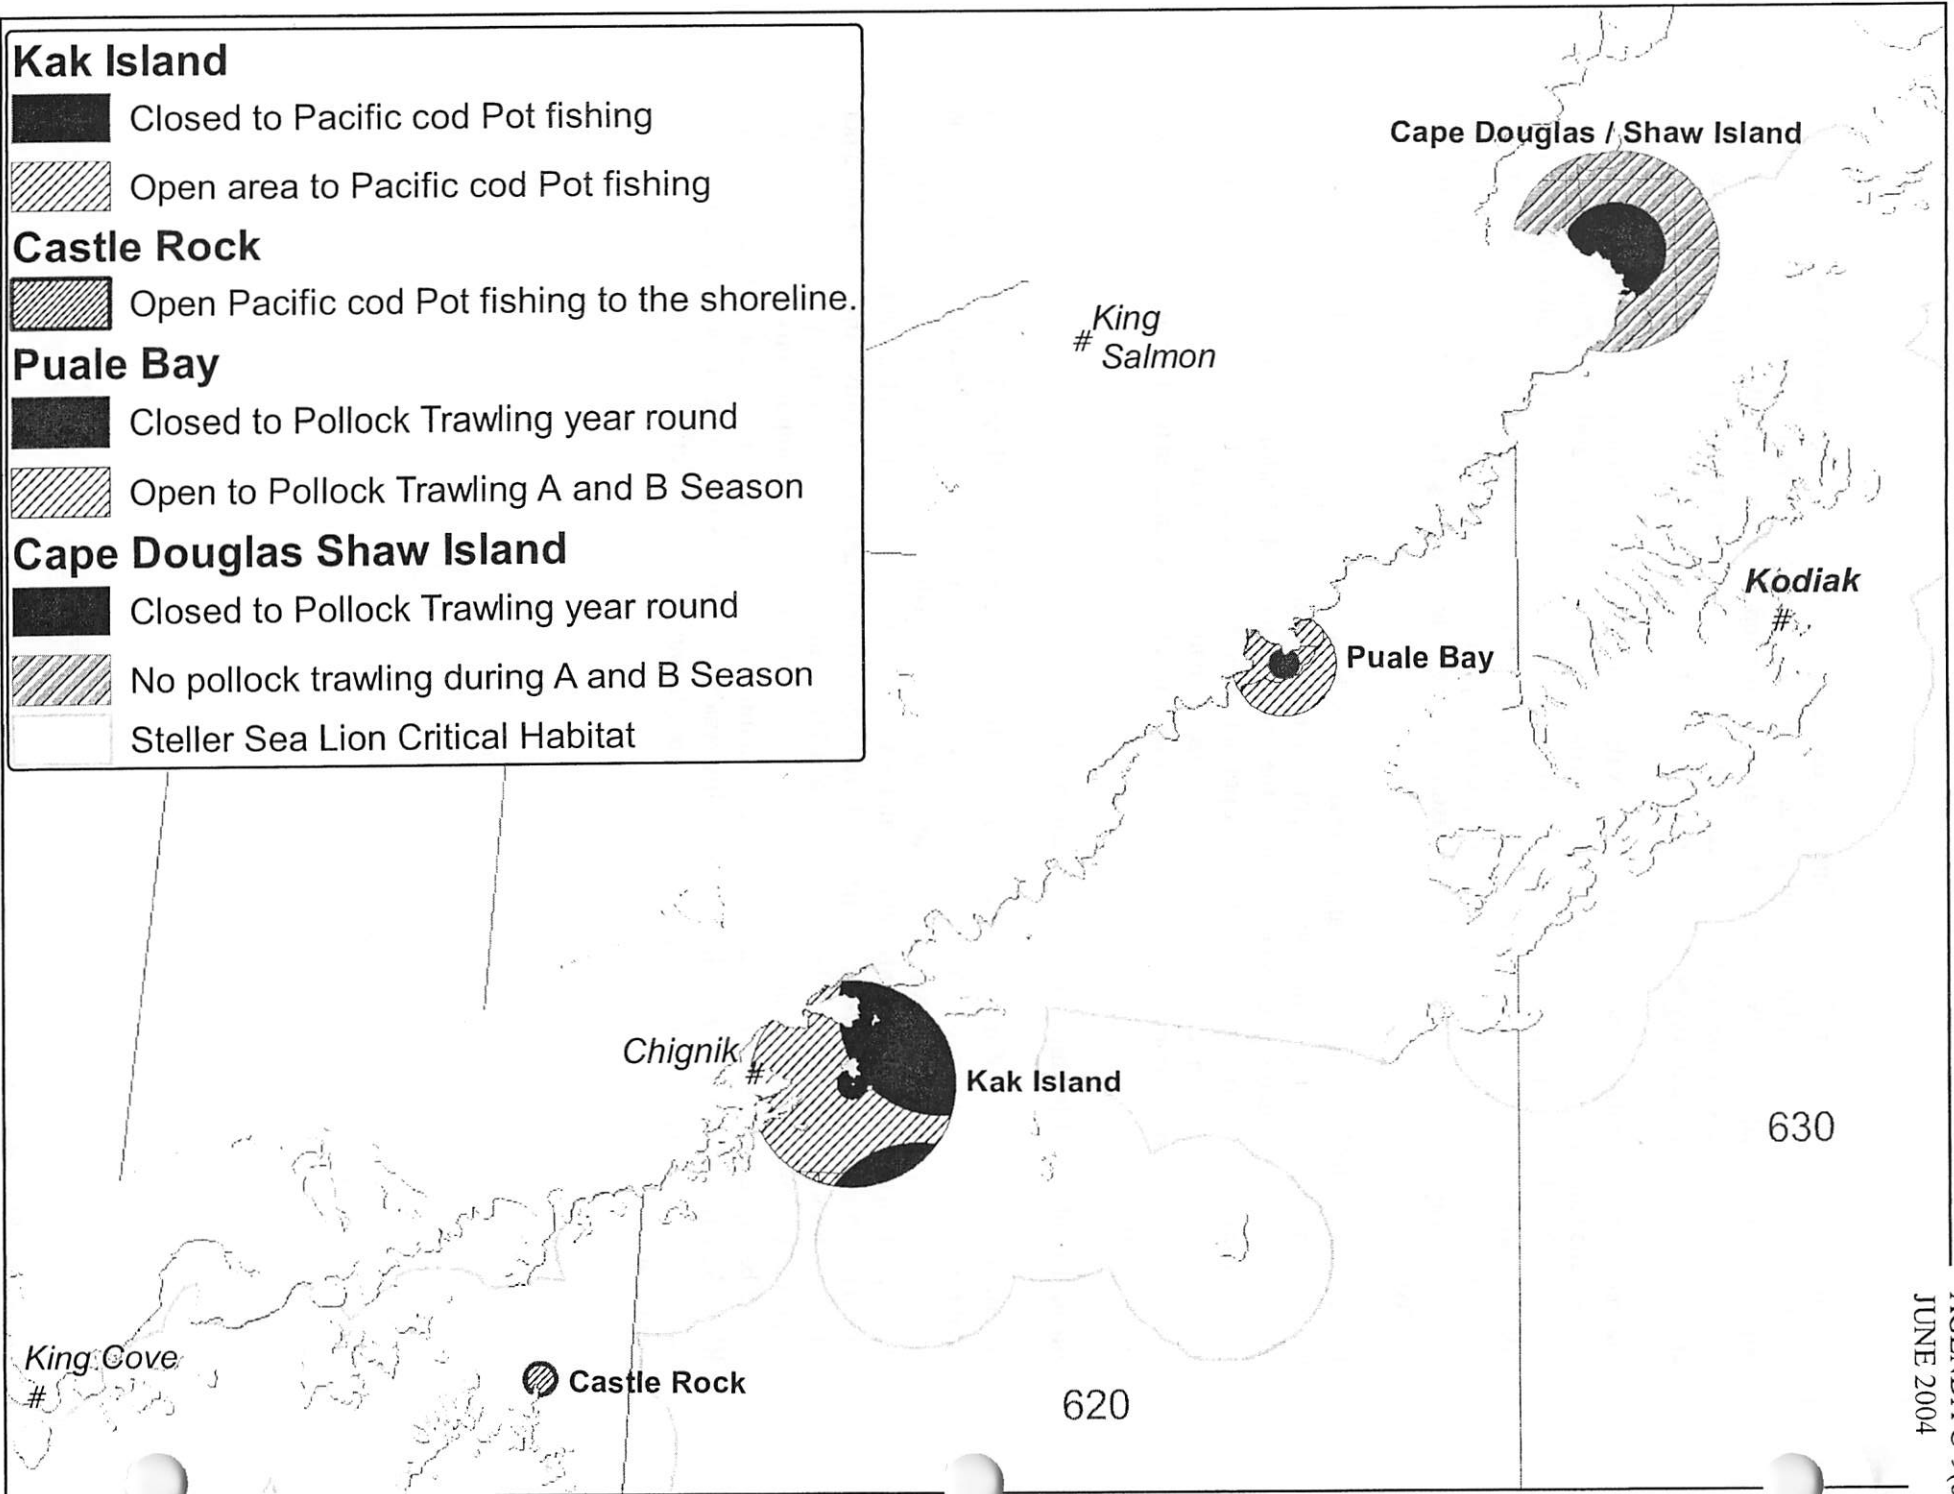 Kak Island
Closed to Pacific cod Pot fishing
Open area to Pacific cod Pot fishing
Castle Rock
Open Pacific cod Pot fishing to the shoreline.
Puale Bay
Closed to Pollock Trawling year round
Open to Pollock Trawling A and B Season
Cape Douglas Shaw Island
Closed to Pollock Trawling year round
No pollock trawling during A and B Season
Steller Sea Lion Critical Habitat
Cape Douglas / Shaw Island
King
# Salmon
Kodiak
#
Puale Bay
Chignik
#
Kak Island
630
King Cove
#
Castle Rock
620
JUNE 2004